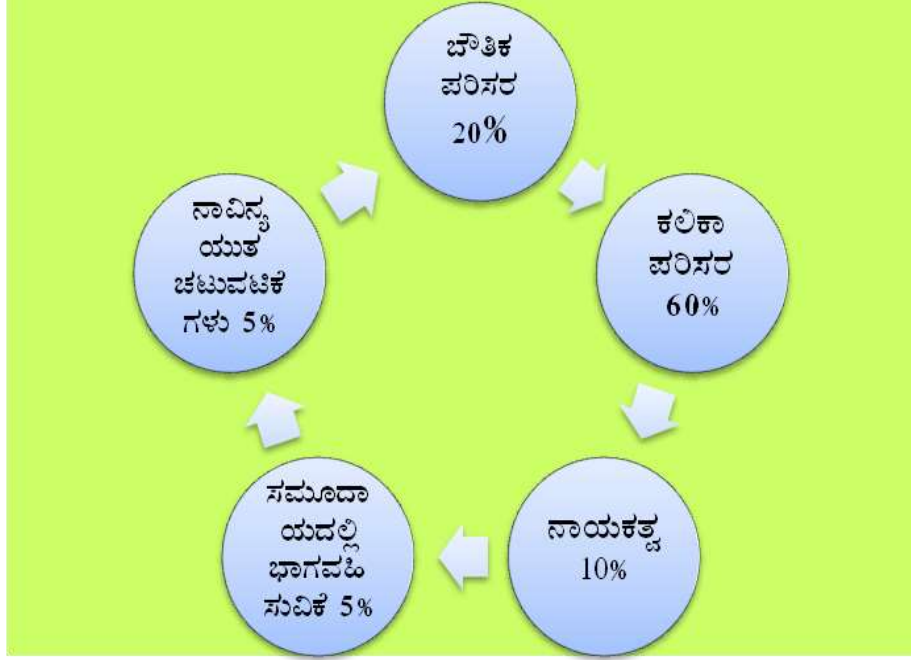 ಬೌತಿಕ
ಪರಿಸರ
20%
ಕಲಿಕಾ
ಪರಿಸರ
60%
ನಾಯಕತ್ವ
10%
ಸಮೂದಾ
ಯದಲ್ಲಿ
ಭಾಗವಹಿ
ಸುವಿಕೆ 5%
ನಾವಿನ್ಯ
ಯುತ
ಚಟುವಟಿಕೆ
ಗಳು 5%